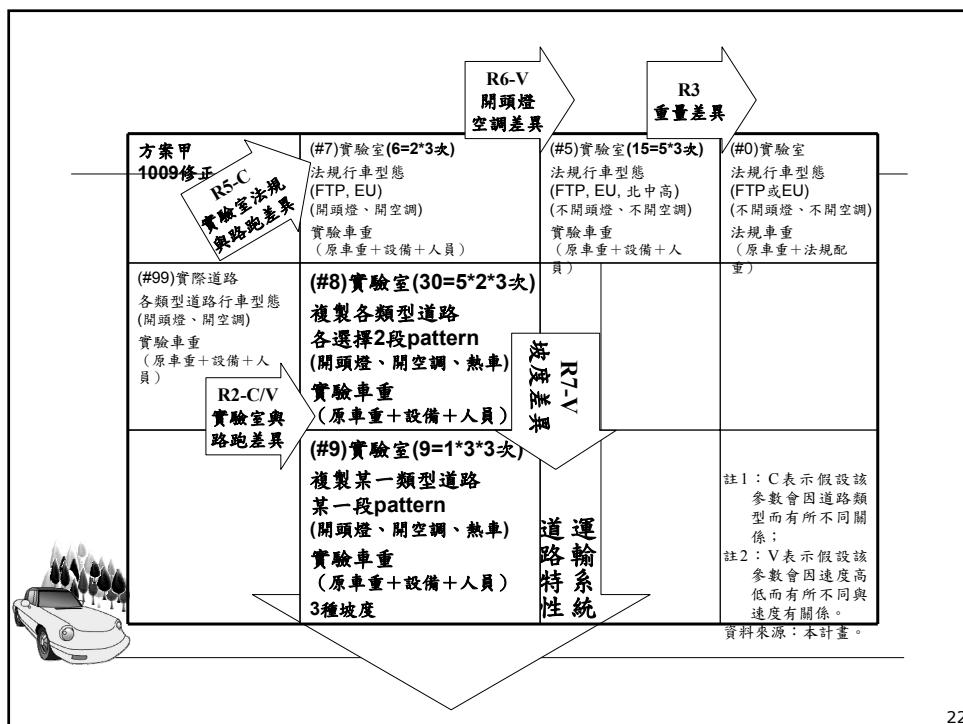 R6-V
開頭燈
空調差異
R3
重量差異
方案甲
1009修正
R5-C
實驗室法規
與路跑差異
(#7)實驗室(6=2*3次)
法規行車型態
(FTP, EU)
(開頭燈、開空調)
實驗車重
（原車重＋設備＋人員）
(#5)實驗室(15=5*3次)
法規行車型態
(FTP, EU, 北中高)
(不開頭燈、不開空調)
實驗車重
（原車重＋設備＋人
員）
(#0)實驗室
法規行車型態
(FTP或EU)
(不開頭燈、不開空調)
法規車重
（原車重＋法規配
重）
(#99)實際道路
各類型道路行車型態
(開頭燈、開空調)
實驗車重
（原車重＋設備＋人
員）
R2-C/V
實驗室與
路跑差異
(#8)實驗室(30=5*2*3次)
複製各類型道路
各選擇2段pattern
(開頭燈、開空調、熱車)
實驗車重
（原車重＋設備＋人員）
R7-V
坡度差異
(#9)實驗室(9=1*3*3次)
複製某一類型道路
某一段pattern
(開頭燈、開空調、熱車)
實驗車重
（原車重＋設備＋人員）
3種坡度
運輸系統
道路特性
註1：C表示假設該
參數會因道路類
型而有所不同關
係；
註2：V表示假設該
參數會因速度高
低而有所不同與
速度有關係。
資料來源：本計畫。
22